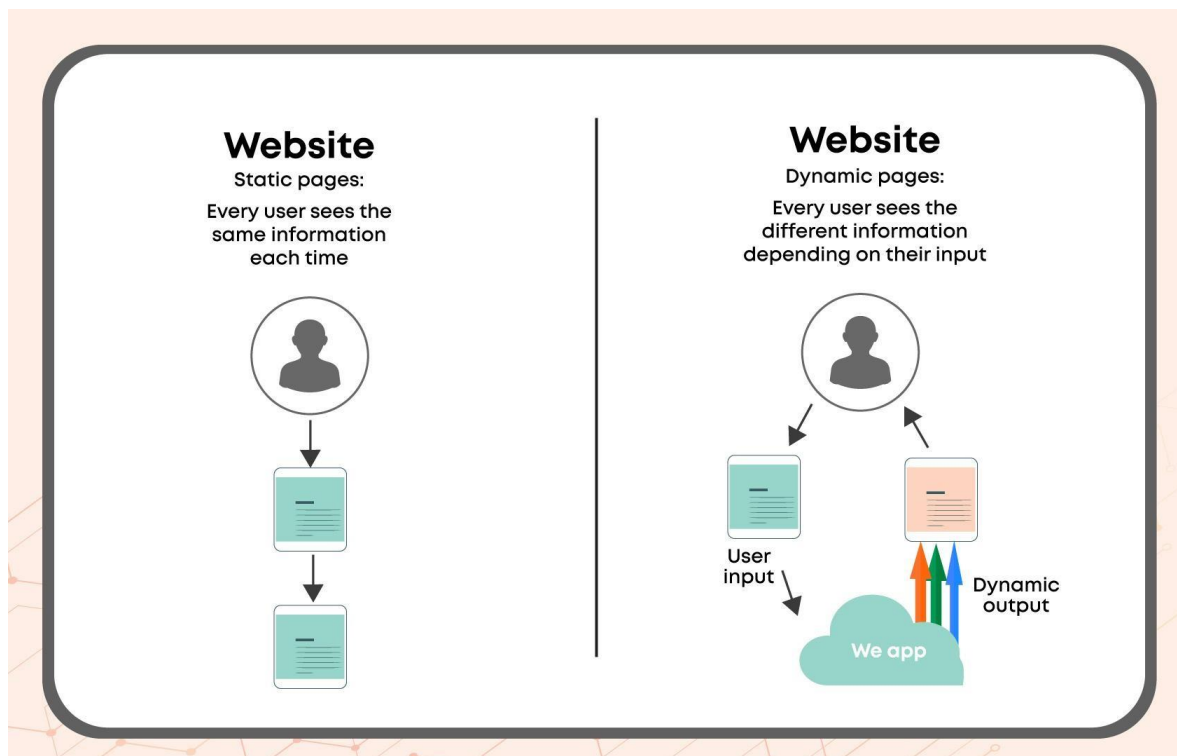 Website
Static pages:
Every user sees the
same information
each time
Website
Dynamic pages:
Every user sees the
different information
depending on their input
User
input
Dynamic
output
We app